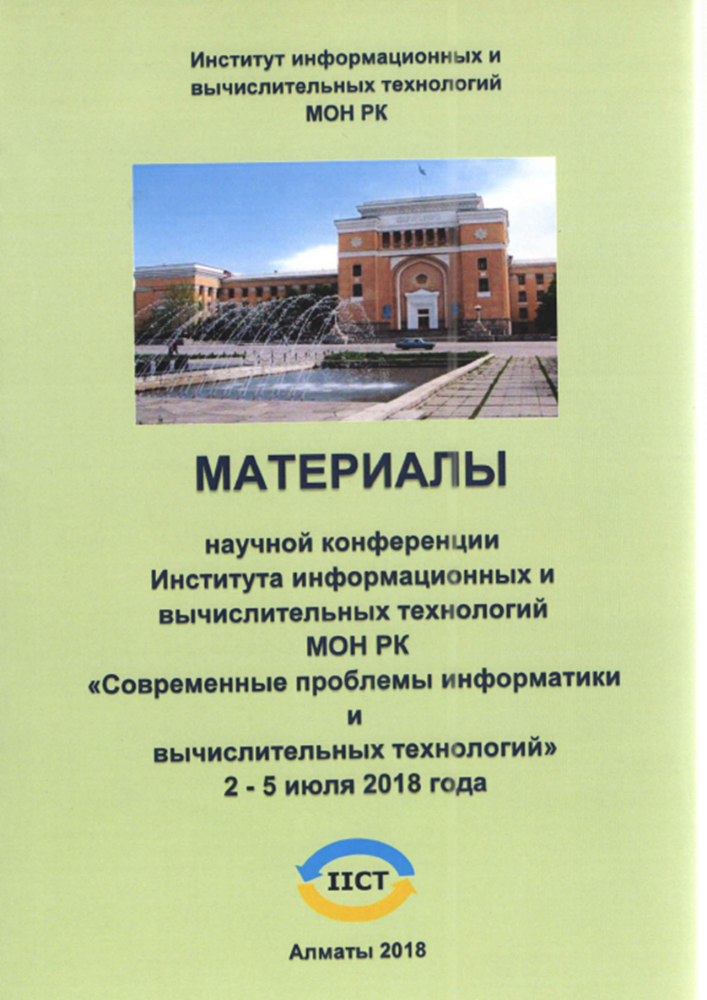 Институт информационных и
вычислительных технологий
МОН РК
МАТЕРИАЛЫ
научной конференции
Института информационных и
вычислительных технологий
МОН РК
«Современные проблемы информатики
и
вычислительных технологий»
2 - 5 июля 2018 года
IICT
Алматы 2018